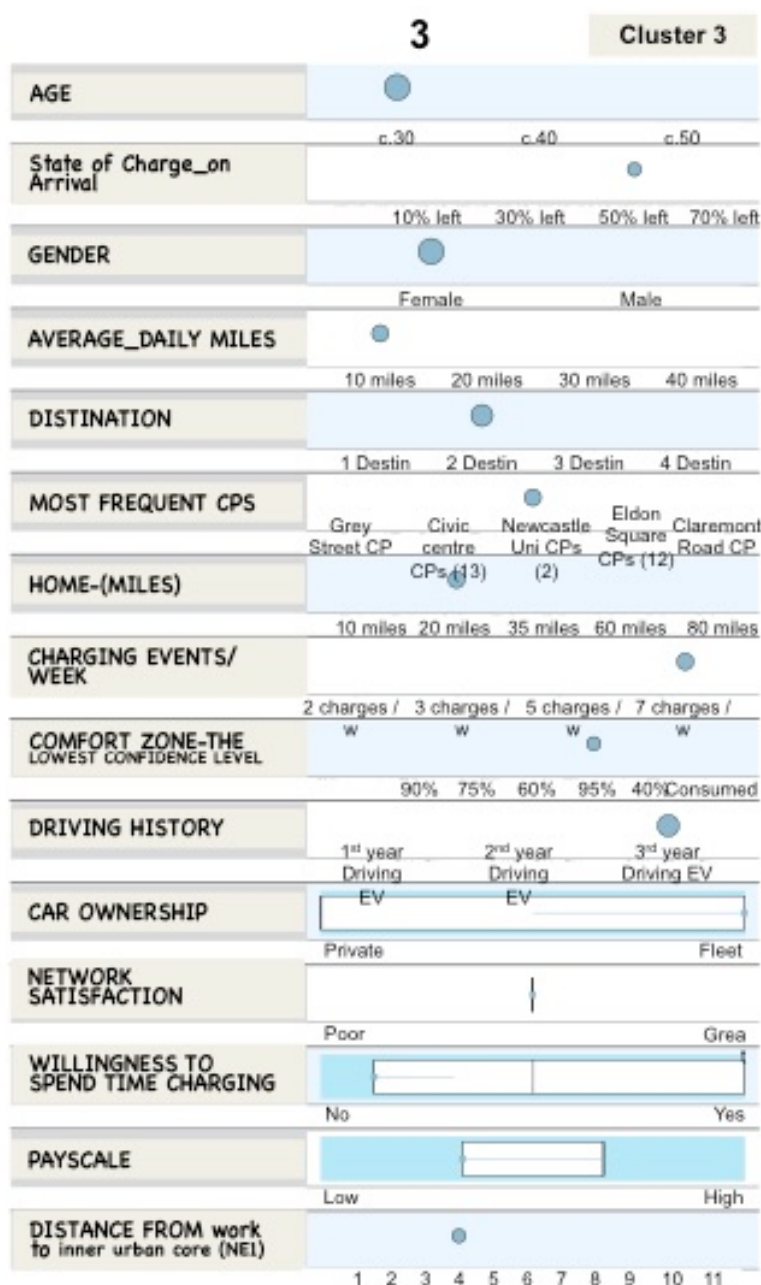 3
Cluster 3
AGE
c.30 c.40 c.50
State of Charge_on
Arrival
10% left 30% left 50% left 70% left
GENDER
Female Male
AVERAGE_DAILY MILES
10 miles 20 miles 30 miles 40 miles
DISTINATION
1 Destin 2 Destin 3 Destin 4 Destin
MOST FREQUENT CPS
Grey
Street CP
Civic
centre
CPs (13)
Newcastle
Uni CPs
(2)
Eldon
Square
CPs (12)
Claremont
Road CP
HOME-(MILES)
10 miles 20 miles 35 miles 60 miles 80 miles
CHARGING EVENTS/
WEEK
2 charges /
w
3 charges /
w
5 charges /
w
7 charges /
w
COMFORT ZONE-THE
LOWEST CONFIDENCE LEVEL
90% 75% 60% 95% 40% Consumed
DRIVING HISTORY
1st year
Driving
EV
2nd year
Driving
EV
3rd year
Driving EV
CAR OWNERSHIP
Private Fleet
NETWORK
SATISFACTION
Poor Grea
t
WILLINGNESS TO
SPEND TIME CHARGING
No Yes
PAYSCALE
Low High
DISTANCE FROM work
to inner urban core (NE1)
1 2 3 4 5 6 7 8 9 10 11